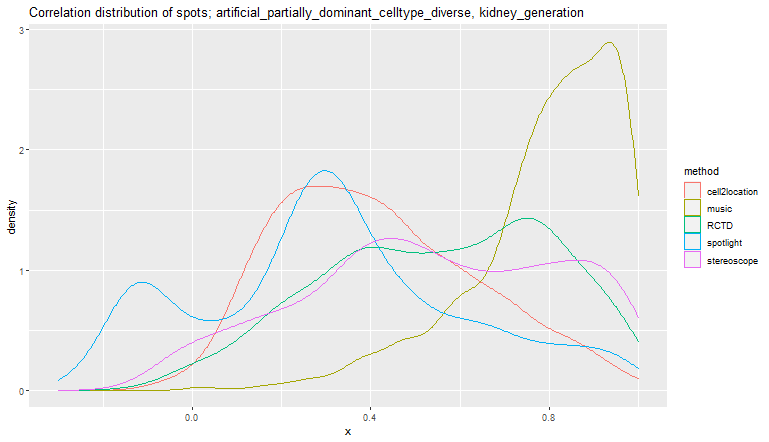 Correlation distribution of spots; artificial_partially_dominant_celltype_diverse, kidney_generation
3
2
1
0
density
0.0
0.4
0.8
x
method
cell2location
music
RCTD
spotlight
stereoscope